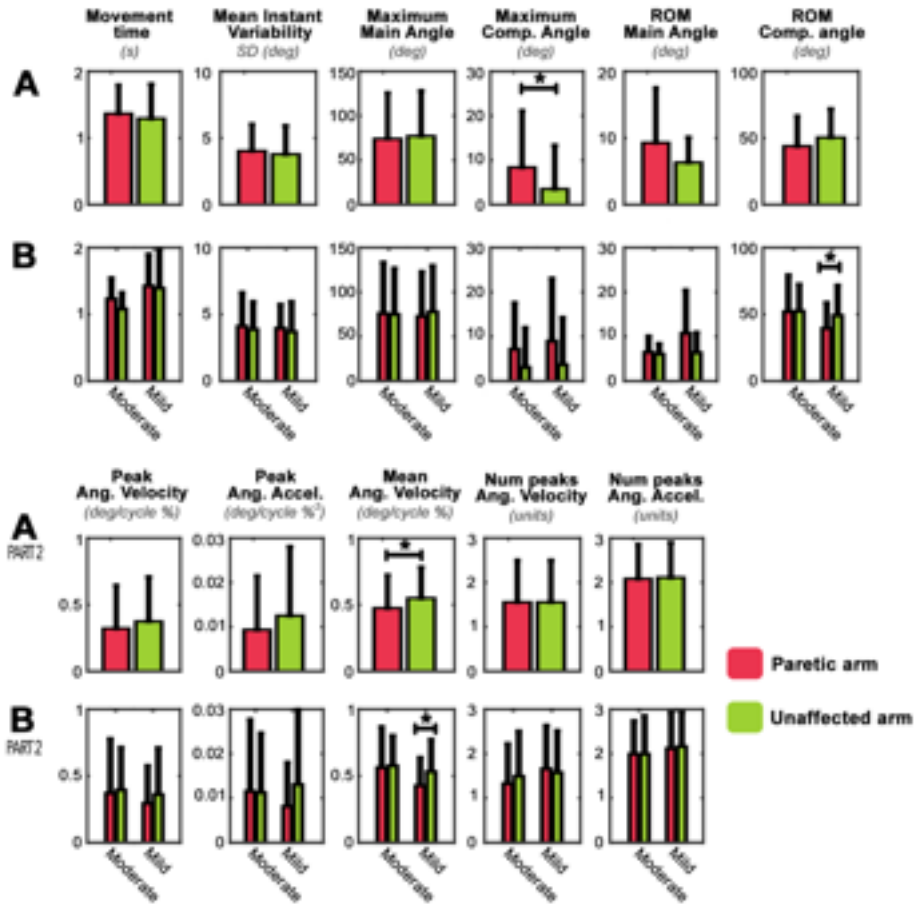 Movement time (s)
Mean Instant Variability SD (deg)
Maximum Main Angle (deg)
Maximum Comp. Angle (deg)
ROM Main Angle (deg)
ROM Comp. angle (deg)
A
2 1 0
10 5 0
150 100 50 0
30 20 10 0
20 10 0
100 50 0
*
B
2 1 0
10 5 0
150 100 50 0
30 20 10 0
30 20 10 0
100 50 0
*
Moderate Mild
Moderate Mild
Moderate Mild
Moderate Mild
Moderate Mild
Moderate Mild
Peak Ang. Velocity (deg/cycle %)
Peak Ang. Accel. (deg/cycle %²)
Mean Ang. Velocity (deg/cycle %)
Num peaks Ang. Velocity (units)
Num peaks Ang. Accel. (units)
A
PART 2
1 0.5 0
0.03 0.02 0.01 0
1 0.5 0
3 2 1 0
3 2 1 0
*
Paretic arm
Unaffected arm
B
PART 2
1 0.5 0
0.03 0.02 0.01 0
1 0.5 0
3 2 1 0
3 2 1 0
*
Moderate Mild
Moderate Mild
Moderate Mild
Moderate Mild
Moderate Mild